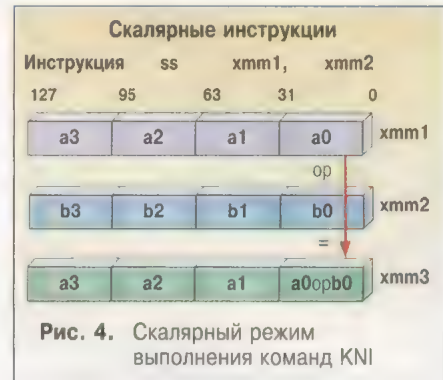 Скалярные инструкции
Инструкция ss xmm1, xmm2
127 95 63 31 0
a3 a2 a1 a0 xmm1
op
b3 b2 b1 b0 xmm2
=
a3 a2 a1 a0opb0 xmm3
Рис. 4. Скалярный режим
выполнения команд KNI